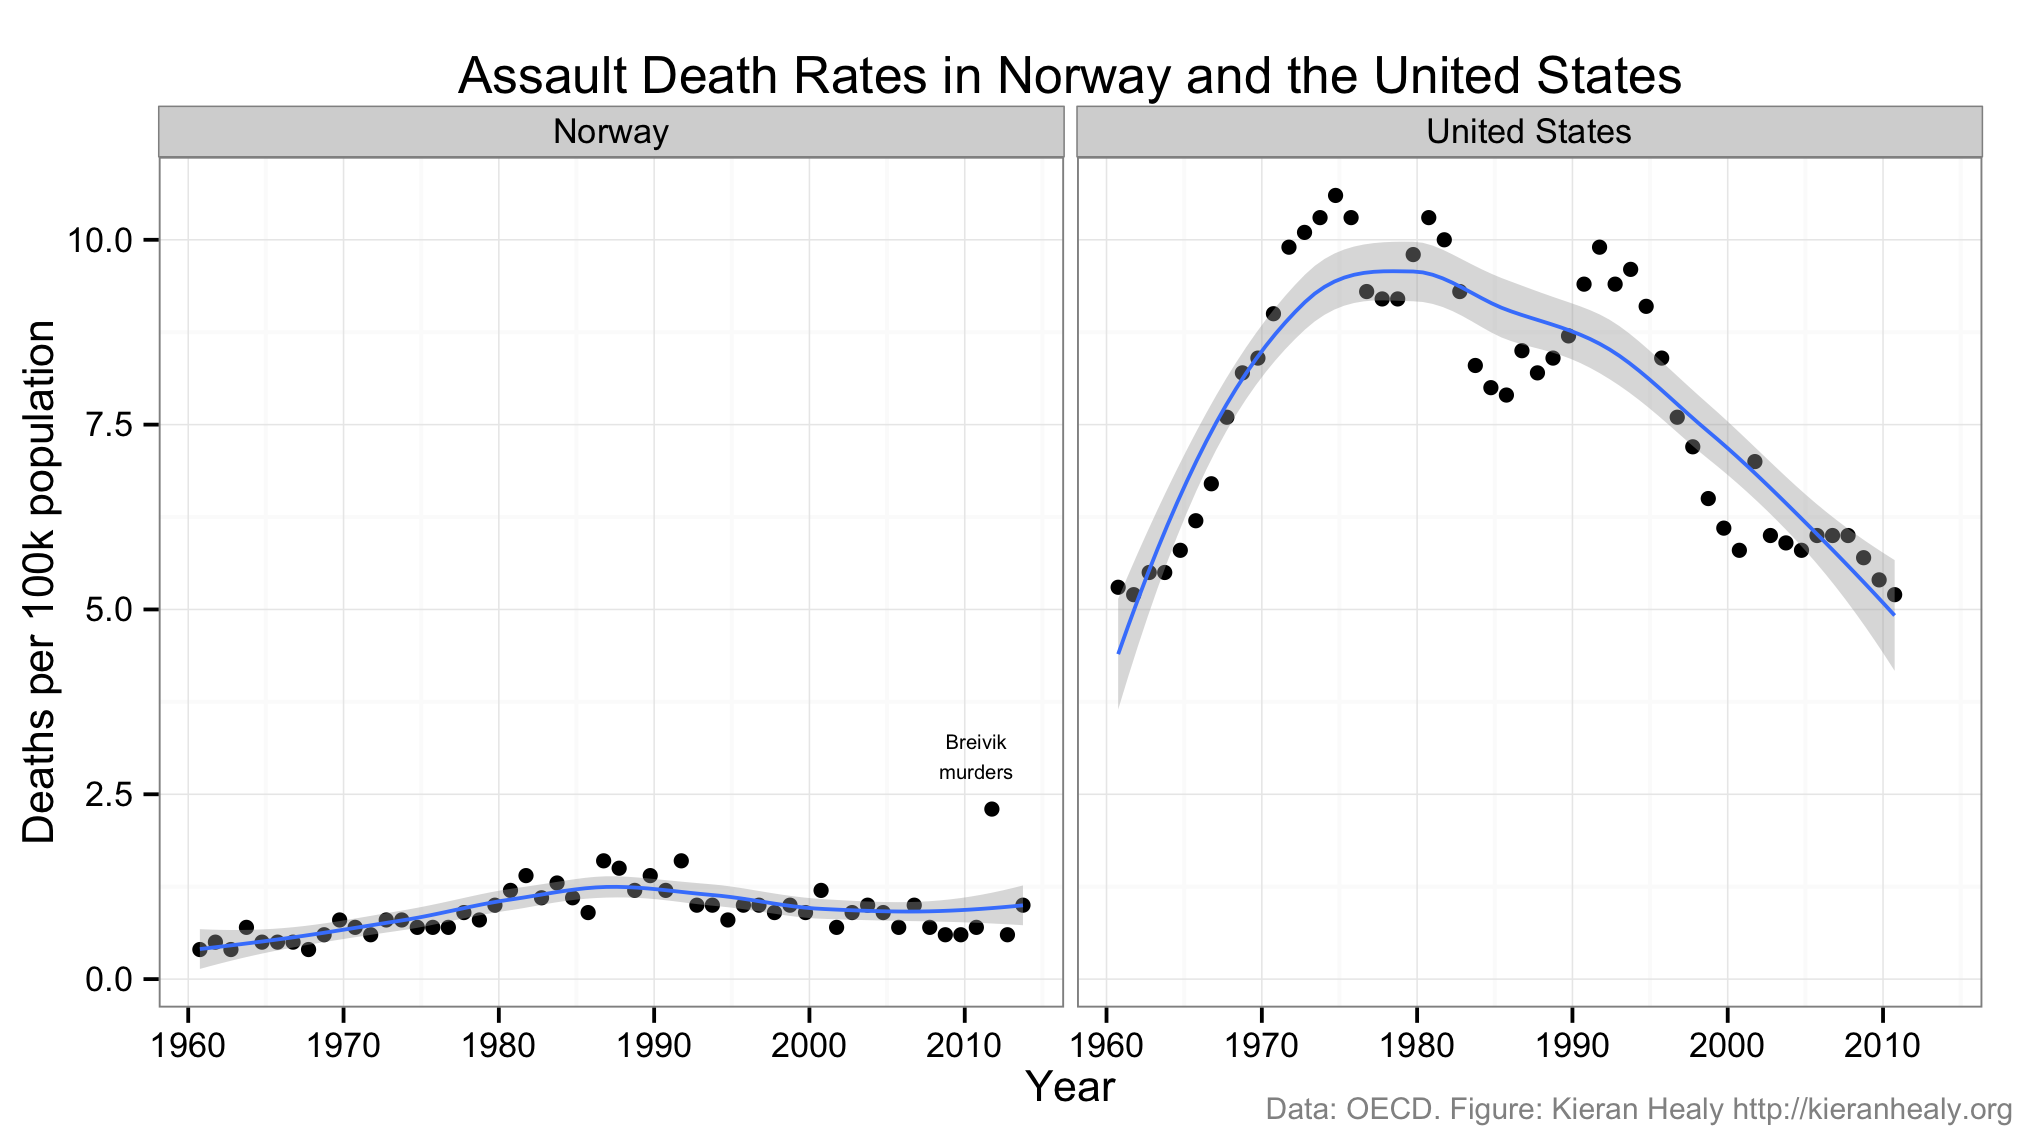 Assault Death Rates in Norway and the United States
Norway
United States
Deaths per 100k population
10.0
7.5
5.0
2.5
0.0
Breivik
murders
1960 1970 1980 1990 2000 2010
1960 1970 1980 1990 2000 2010
Year
Data: OECD. Figure: Kieran Healy http://kieranhealy.org